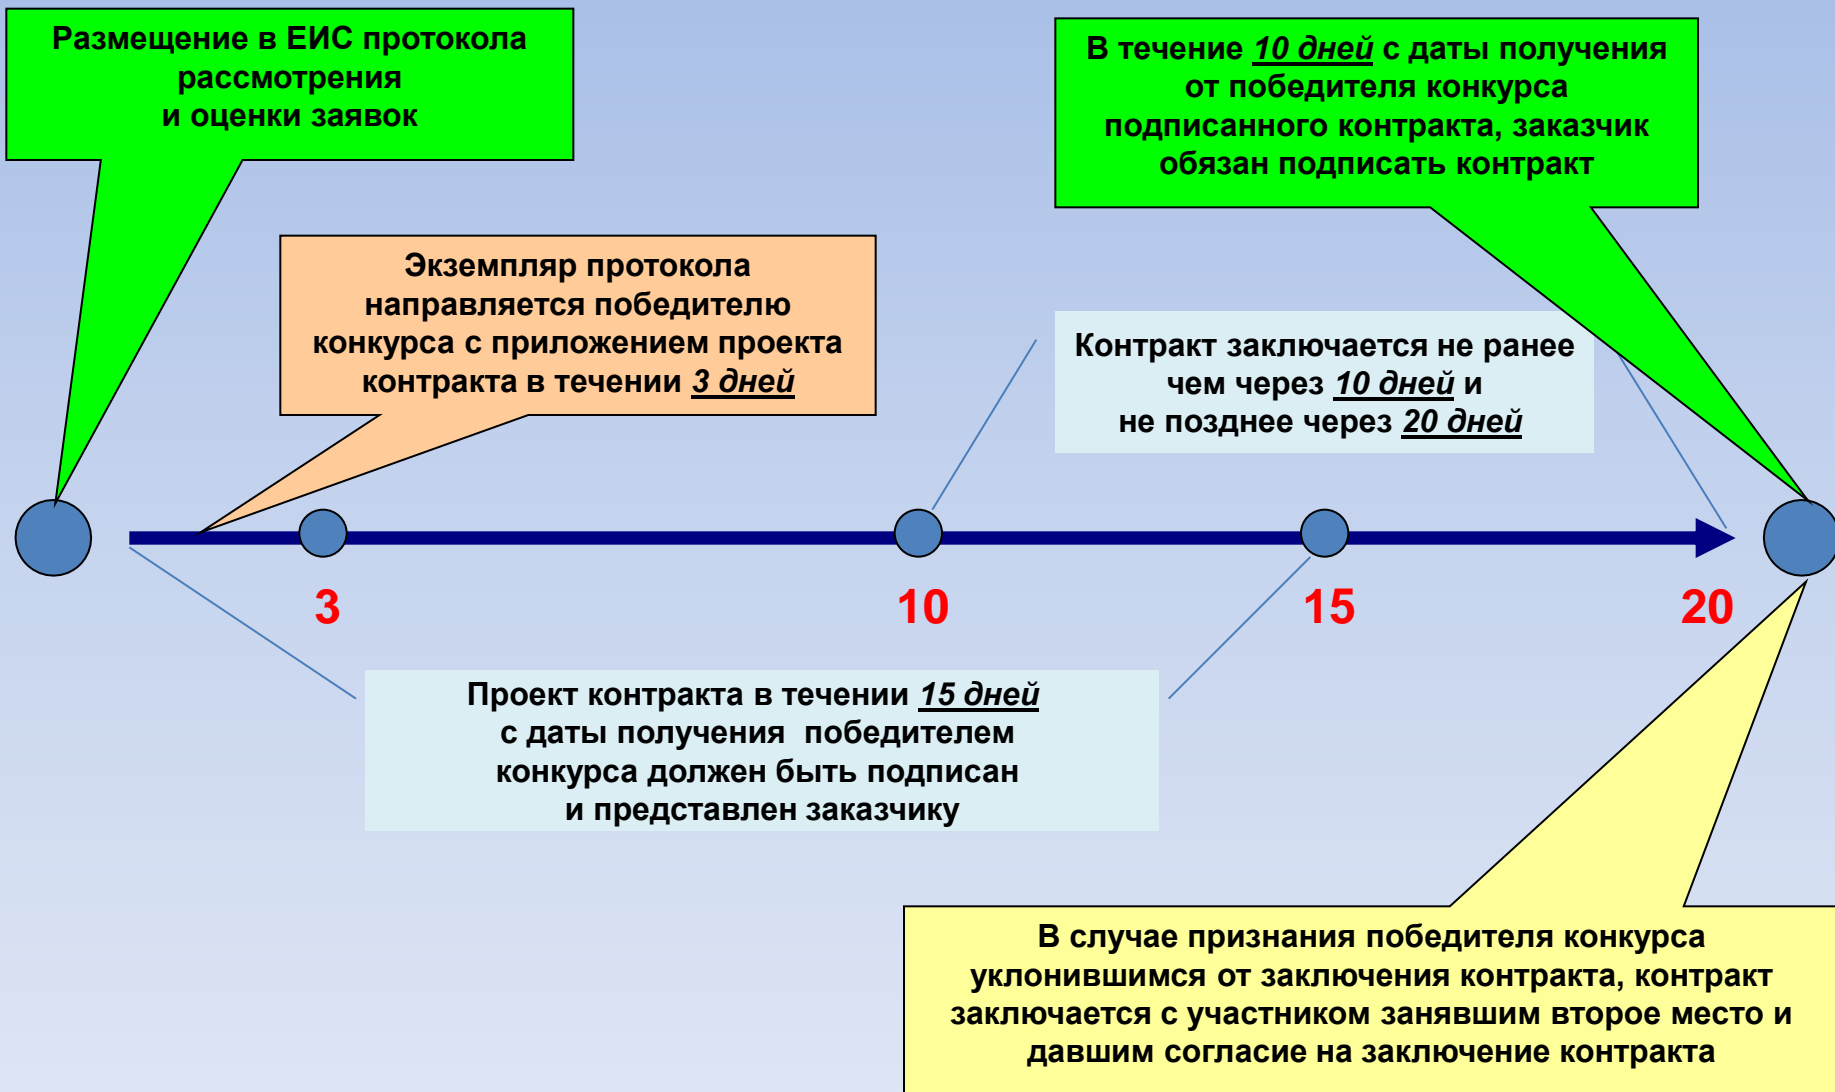 Размещение в ЕИС протокола
рассмотрения
и оценки заявок
В течение 10 дней с даты получения
от победителя конкурса
подписанного контракта, заказчик
обязан подписать контракт
Экземпляр протокола
направляется победителю
конкурса с приложением проекта
контракта в течении 3 дней
Контракт заключается не ранее
чем через 10 дней и
не позднее через 20 дней
3
10
15
20
Проект контракта в течении 15 дней
с даты получения победителем
конкурса должен быть подписан
и представлен заказчику
В случае признания победителя конкурса
уклонившимся от заключения контракта, контракт
заключается с участником занявшим второе место и
давшим согласие на заключение контракта